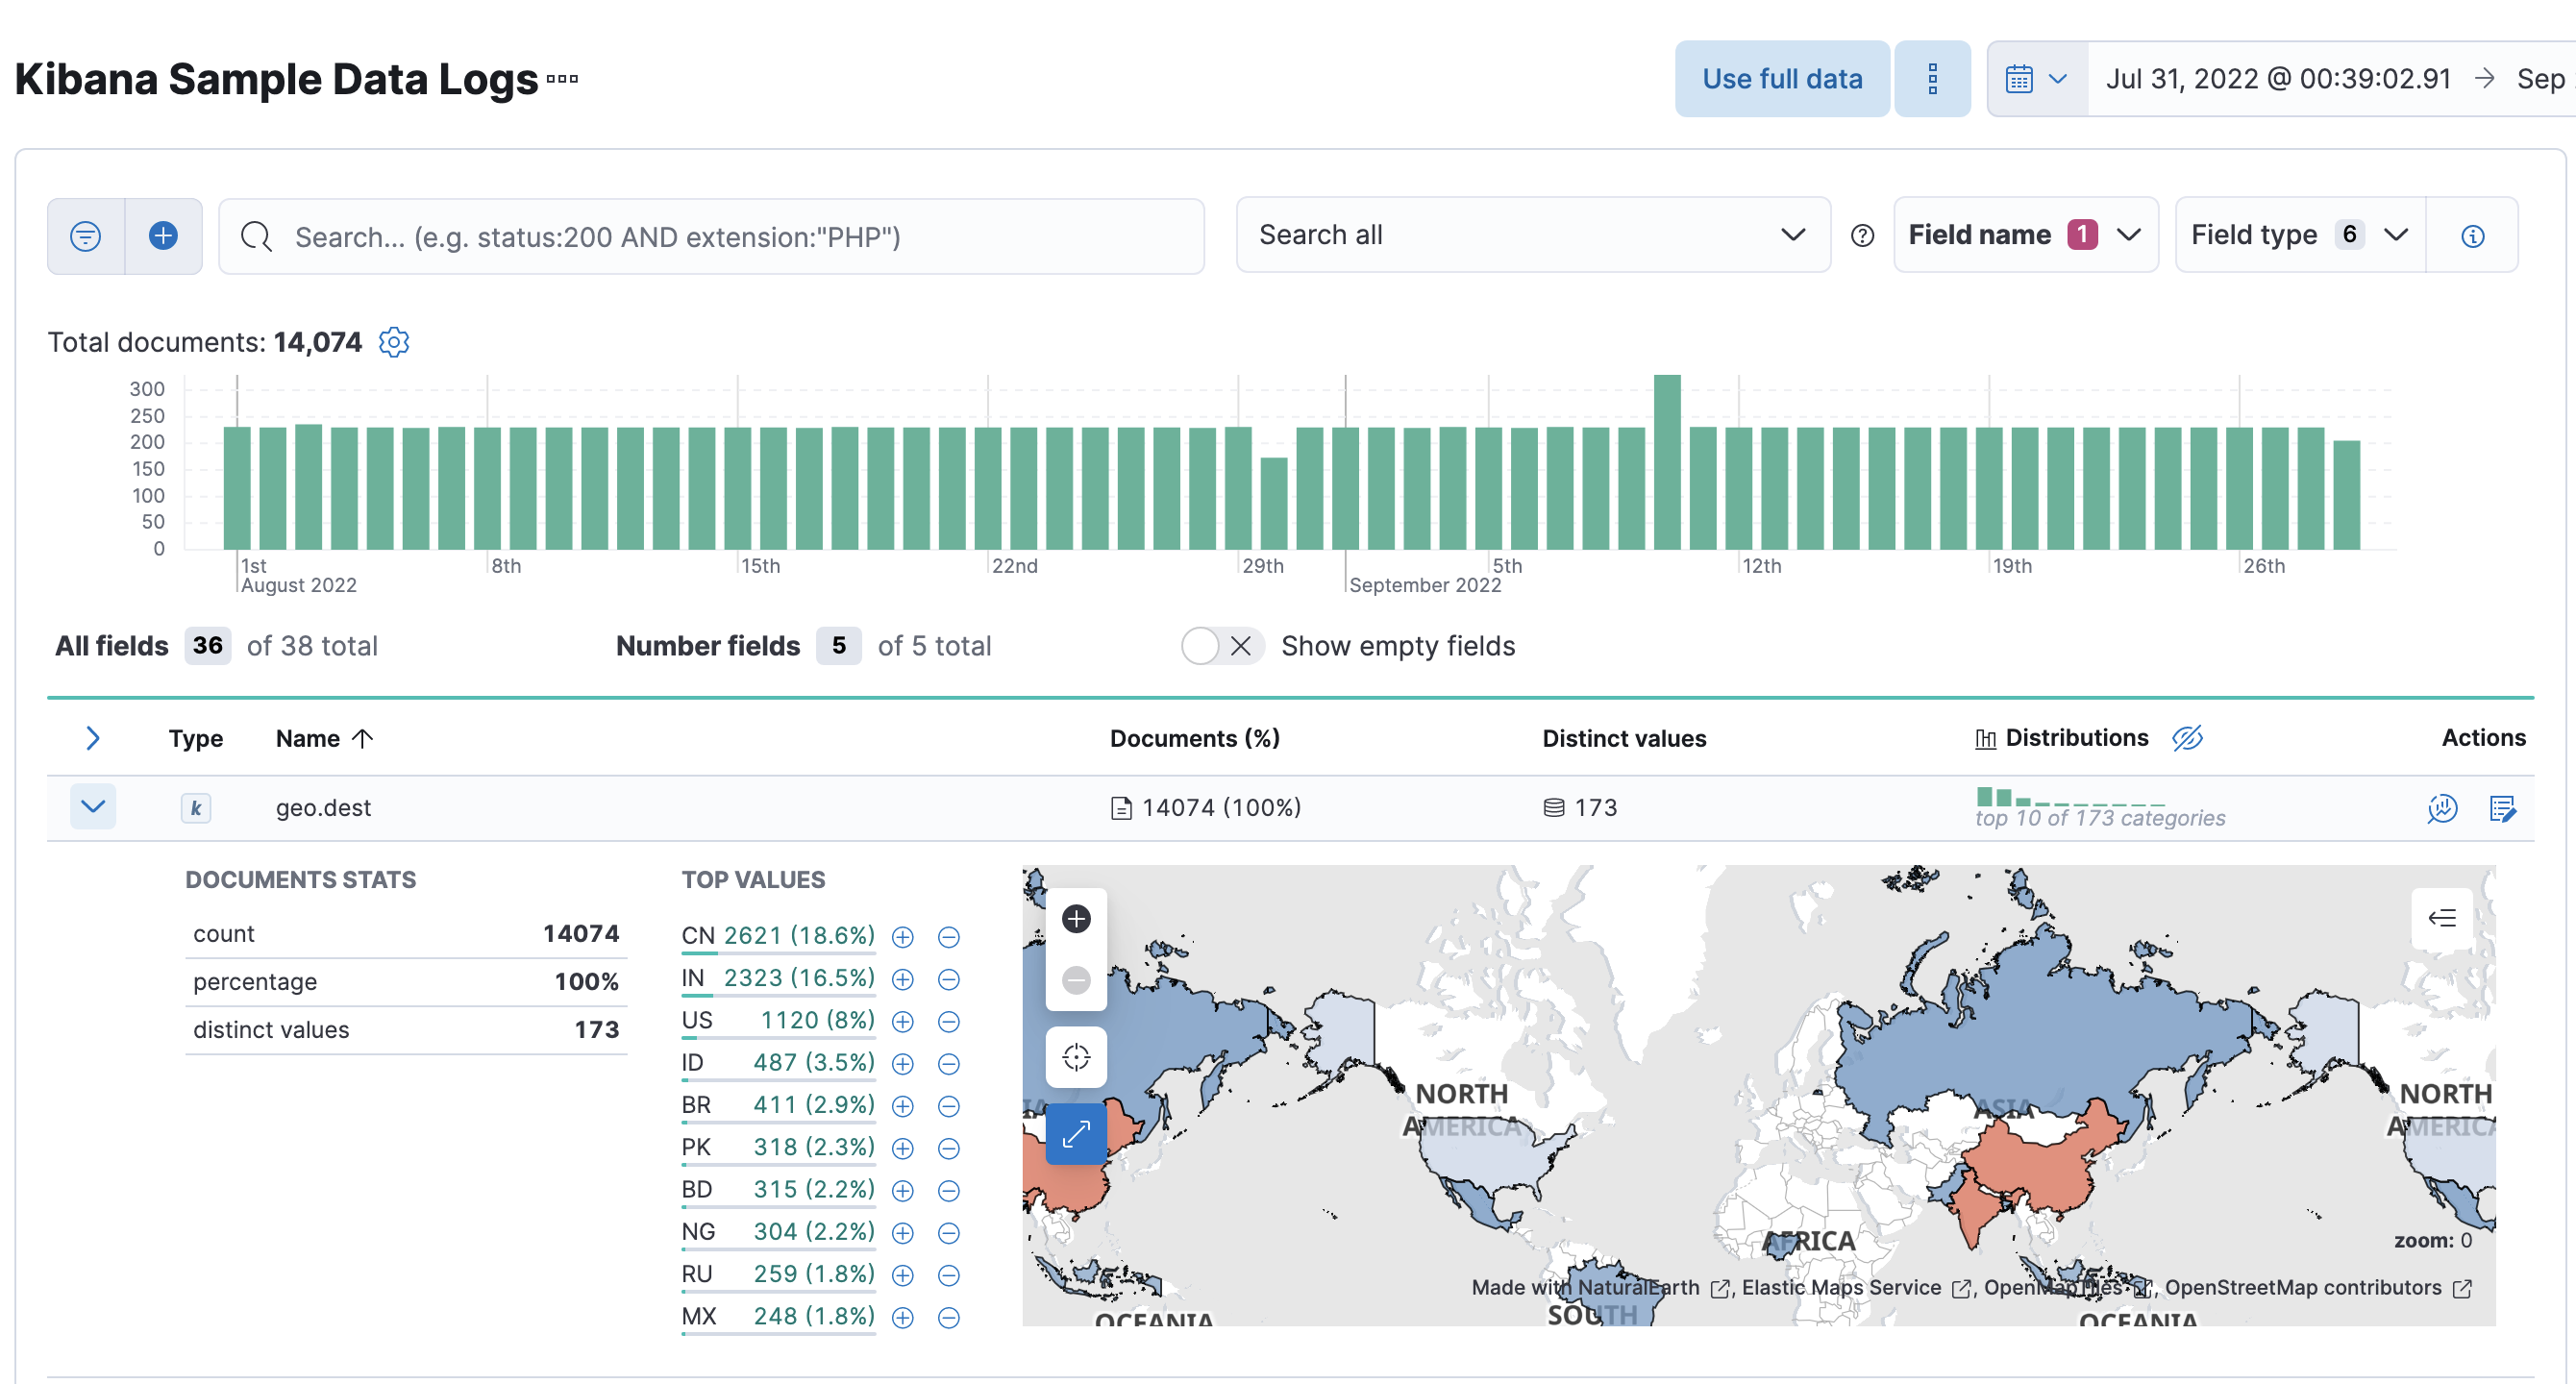 Kibana Sample Data Logs
Use full data
Jul 31, 2022 @ 00:39:02.91 → Sep
Search... (e.g. status:200 AND extension:"PHP")
Search all
Field name 1
Field type 6
Total documents: 14,074
300
250
200
150
100
50
0
1st 8th 15th 22nd 29th 5th 12th 19th 26th
August 2022 September 2022
All fields 36 of 38 total
Number fields 5 of 5 total
Show empty fields
Type Name Documents (%) Distinct values Distributions Actions
k geo.dest 14074 (100%) 173
top 10 of 173 categories
DOCUMENTS STATS
count 14074
percentage 100%
distinct values 173
TOP VALUES
CN 2621 (18.6%)
IN 2323 (16.5%)
US 1120 (8%)
ID 487 (3.5%)
BR 411 (2.9%)
PK 318 (2.3%)
BD 315 (2.2%)
NG 304 (2.2%)
RU 259 (1.8%)
MX 248 (1.8%)
NORTH
AMERICA
ASIA
NORTH
AMERICA
AFRICA
zoom: 0
Made with NaturalEarth, Elastic Maps Service, OpenMapTiles, OpenStreetMap contributors
SOUTH
OCEANIA
OCEANIA